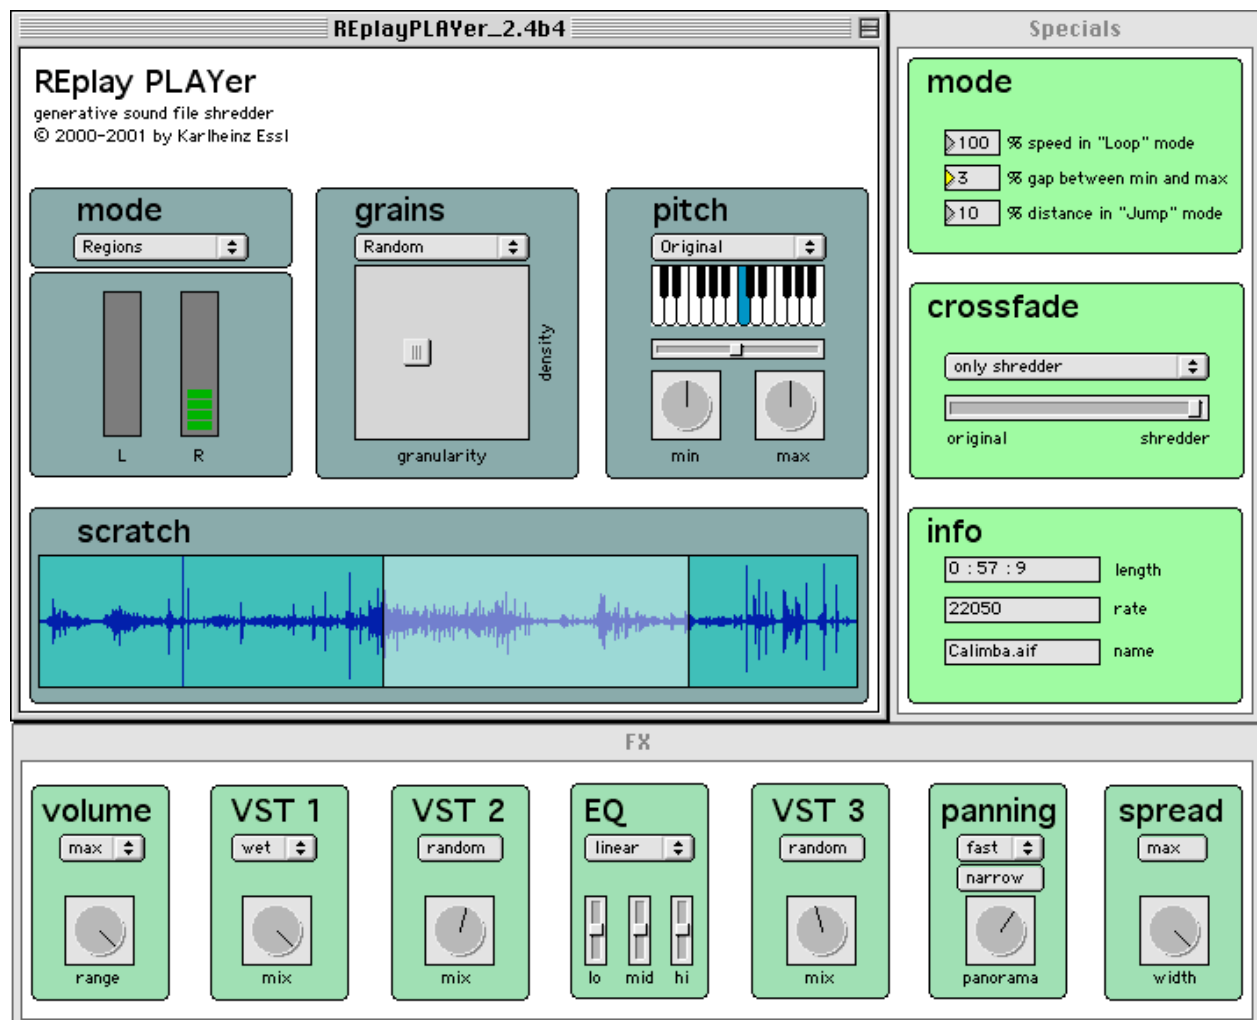 REplayPLAYer_2.4b4
REplay PLAYer
generative sound file shredder
© 2000-2001 by Karlheinz Essl
mode
Regions
L R
grains
Random
density
granularity
pitch
Original
min max
scratch
Specials
mode
100 % speed in "Loop" mode
3 % gap between min and max
10 % distance in "Jump" mode
crossfade
only shredder
original shredder
info
0 : 57 : 9 length
22050 rate
Calimba.aif name
FX
volume
max
range
VST 1
wet
mix
VST 2
random
mix
EQ
linear
lo mid hi
VST 3
random
mix
panning
fast
narrow
panorama
spread
max
width